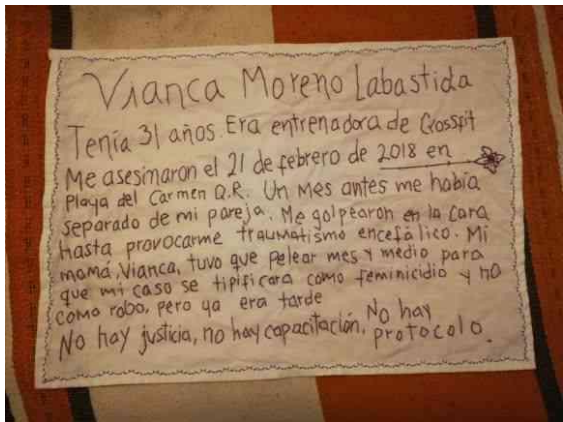 Vianca Moreno Labastida
Tenía 31 años. Era entrenadora de Crossfit
Me asesinaron el 21 de febrero de 2018 en
Playa del Carmen Q.R. Un mes antes me había
separado de mi pareja. Me golpearon en la cara
hasta provocarme traumatismo encefálico. Mi
mamá, Vianca, tuvo que pelear mes y medio para
que mi caso se tipificara como feminicidio y no
como robo, pero ya era tarde
No hay justicia, no hay capacitación, No hay
protocolo.